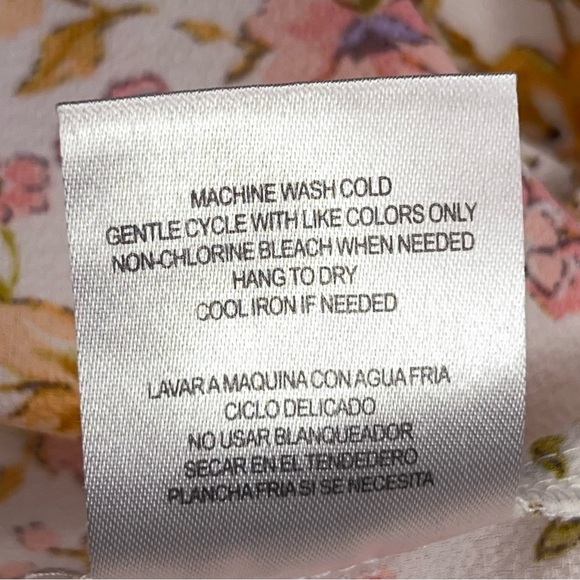 MACHINE WASH COLD
GENTLE CYCLE WITH LIKE COLORS ONLY
NON-CHLORINE BLEACH WHEN NEEDED
HANG TO DRY
COOL IRON IF NEEDED
LAVAR A MAQUINA CON AGUA FRIA
CICLO DELICADO
NO USAR BLANQUEADOR
SECAR EN EL TENDEDERO
PLANCHA FRIA SI SE NECESITA